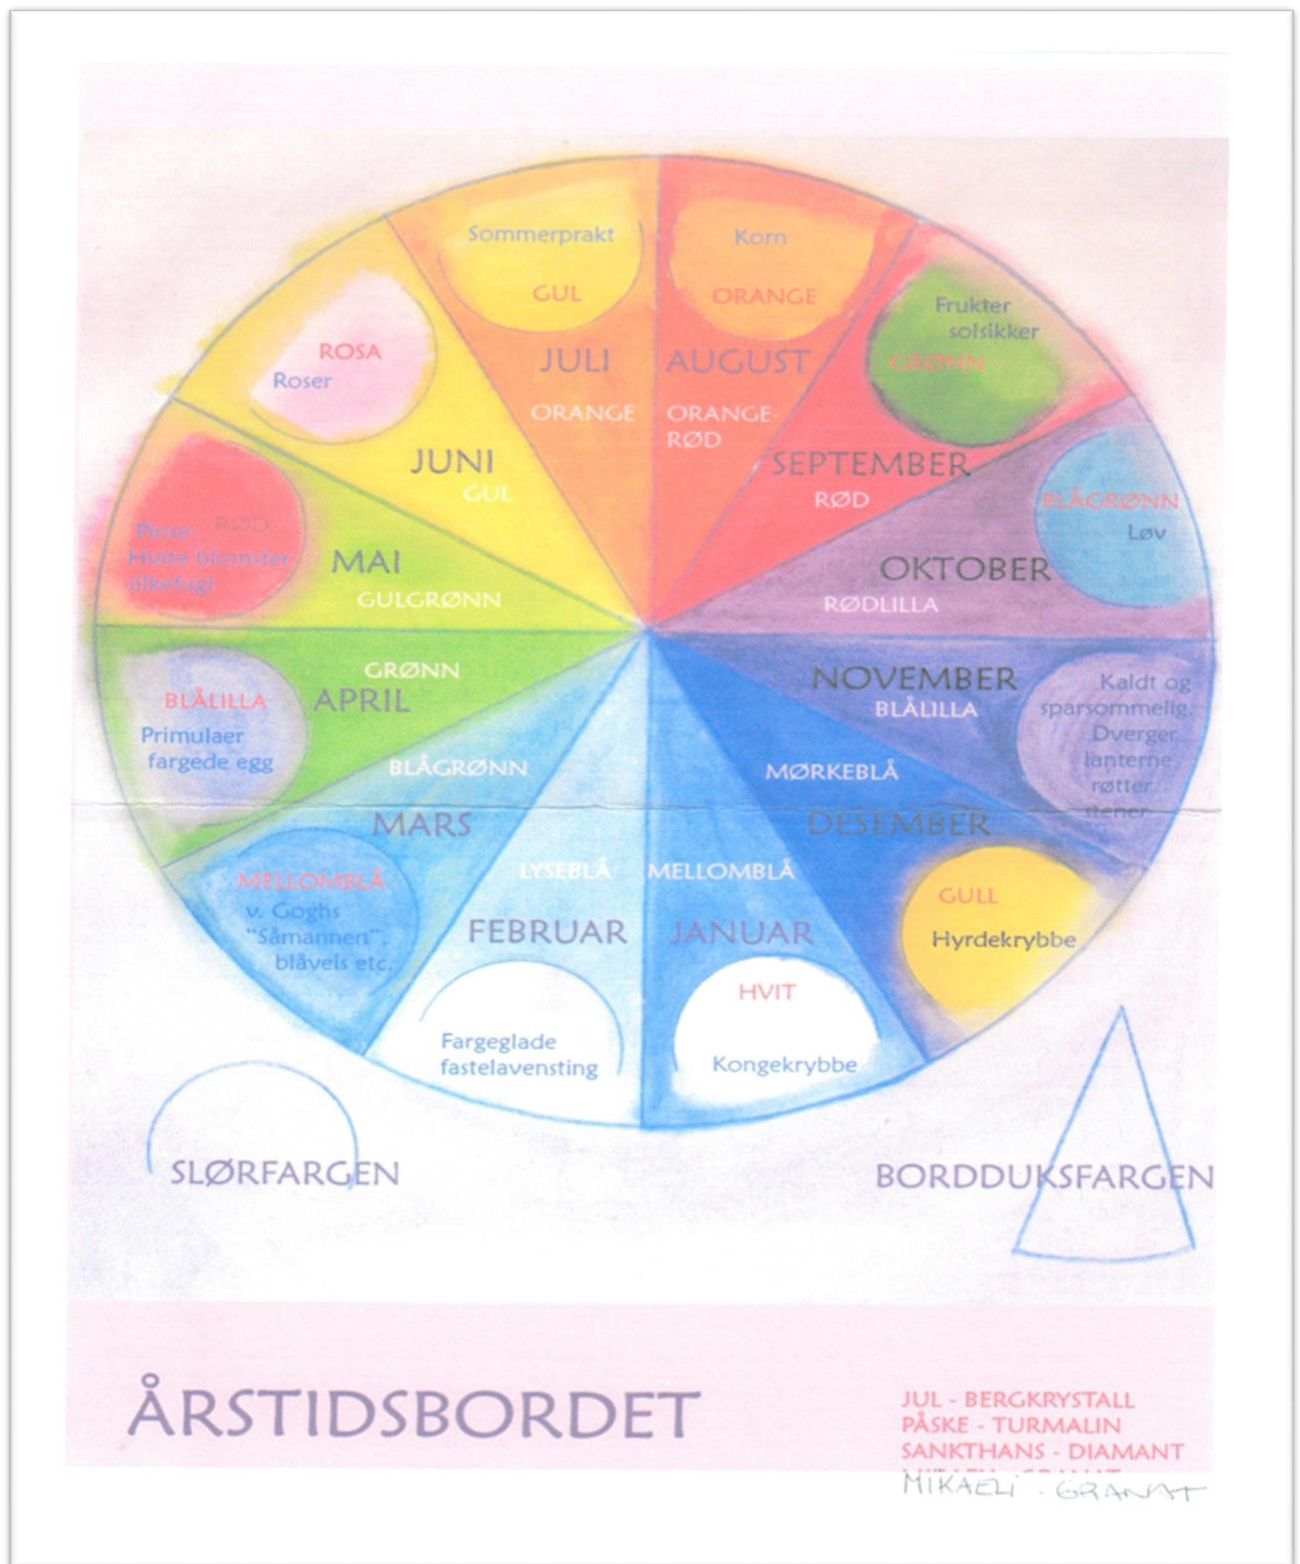 Sommerprakt
GUL
JULI
ORANGE
Korn
ORANGE
AUGUST
ORANGE-
RØD
Frukter
solsikker
GRØNN
SEPTEMBER
RØD
BLÅGRØNN
Løv
OKTOBER
RØDLILLA
NOVEMBER
BLÅLILLA
Kaldt og
sparsommelig.
Dverger
lanterne
røtter
stener
MØRKEBLÅ
DESEMBER
GULL
Hyrdekrybbe
MELLOMBLÅ
JANUAR
HVIT
Kongekrybbe
LYSEBLÅ
FEBRUAR
Fargeglade
fastelavensting
BLÅGRØNN
MARS
MELLOMBLÅ
v. Goghs
"Såmannen".
blåveis etc.
GRØNN
APRIL
BLÅLILLA
Primulaer
fargede egg
MAI
GULGRØNN
RØD
Pinse:
Hvite blomster
silkefugl
ROSA
Roser
JUNI
GUL
SLØRFARGEN
BORDDUKSFARGEN
ÅRSTIDSBORDET
JUL - BERGKRYSTALL
PÅSKE - TURMALIN
SANKTHANS - DIAMANT
MIKAELI - GRANAT